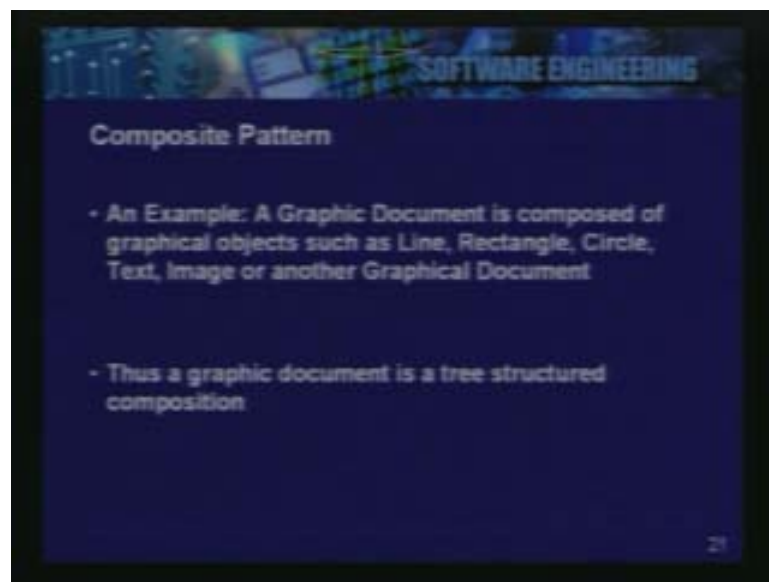 SOFTWARE ENGINEERING
Composite Pattern
- An Example: A Graphic Document is composed of
graphical objects such as Line, Rectangle, Circle,
Text, Image or another Graphical Document
- Thus a graphic document is a tree structured
composition
21